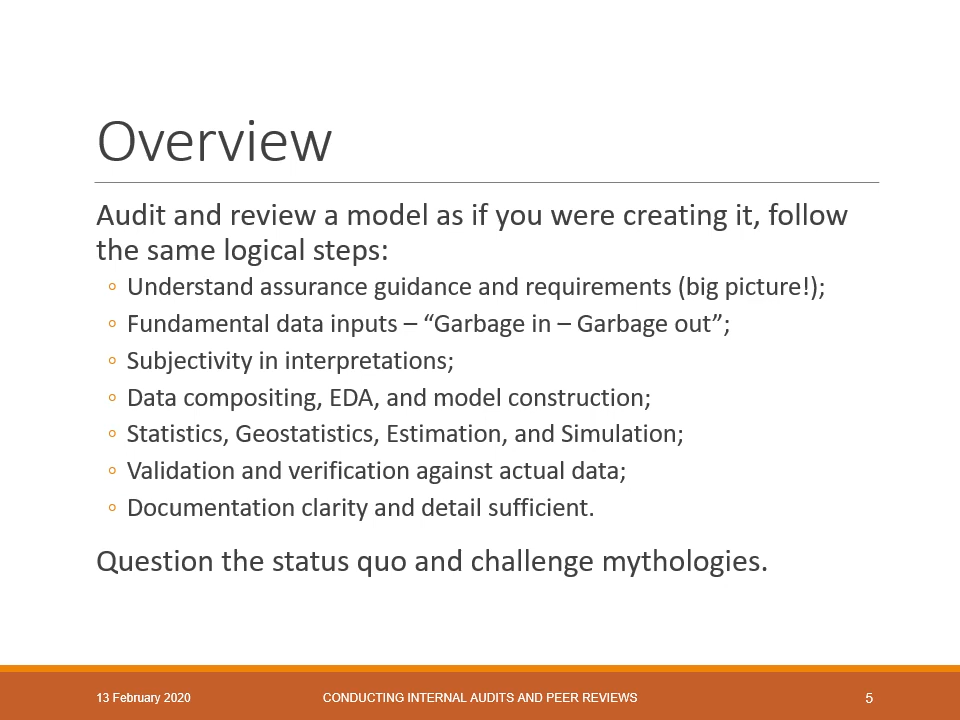 Overview
Audit and review a model as if you were creating it, follow
the same logical steps:
◦ Understand assurance guidance and requirements (big picture!);
◦ Fundamental data inputs – “Garbage in – Garbage out”;
◦ Subjectivity in interpretations;
◦ Data compositing, EDA, and model construction;
◦ Statistics, Geostatistics, Estimation, and Simulation;
◦ Validation and verification against actual data;
◦ Documentation clarity and detail sufficient.
Question the status quo and challenge mythologies.
13 February 2020
CONDUCTING INTERNAL AUDITS AND PEER REVIEWS
5